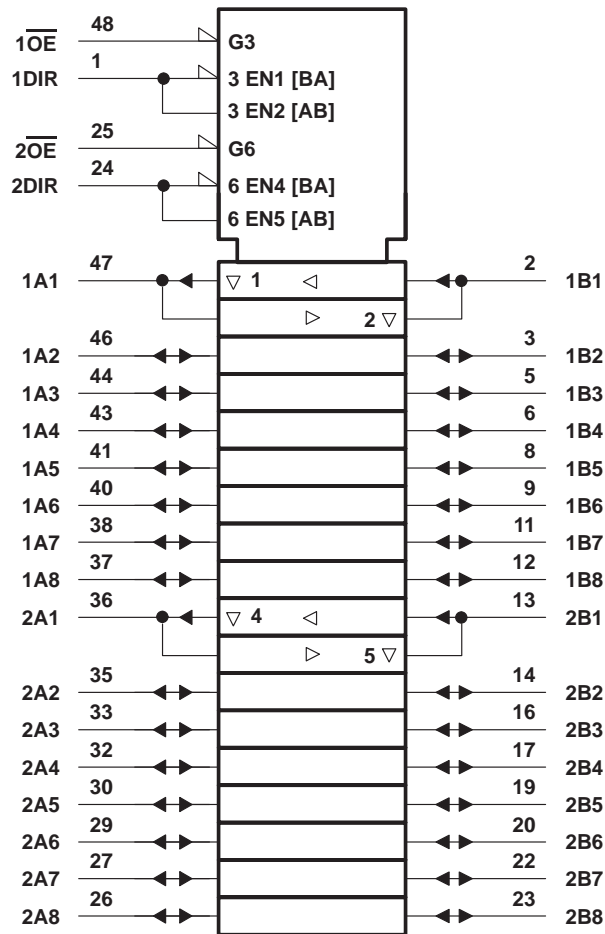 48
1O̅E̅ G3
1
1DIR 3 EN1 [BA]
3 EN2 [AB]
25
2O̅E̅ G6
24
2DIR 6 EN4 [BA]
6 EN5 [AB]
47 2
1A1 ▽ 1 ◁ 1B1
▷ 2 ▽
46 3
1A2 1B2
44 5
1A3 1B3
43 6
1A4 1B4
41 8
1A5 1B5
40 9
1A6 1B6
38 11
1A7 1B7
37 12
1A8 1B8
36 13
2A1 ▽ 4 ◁ 2B1
▷ 5 ▽
35 14
2A2 2B2
33 16
2A3 2B3
32 17
2A4 2B4
30 19
2A5 2B5
29 20
2A6 2B6
27 22
2A7 2B7
26 23
2A8 2B8